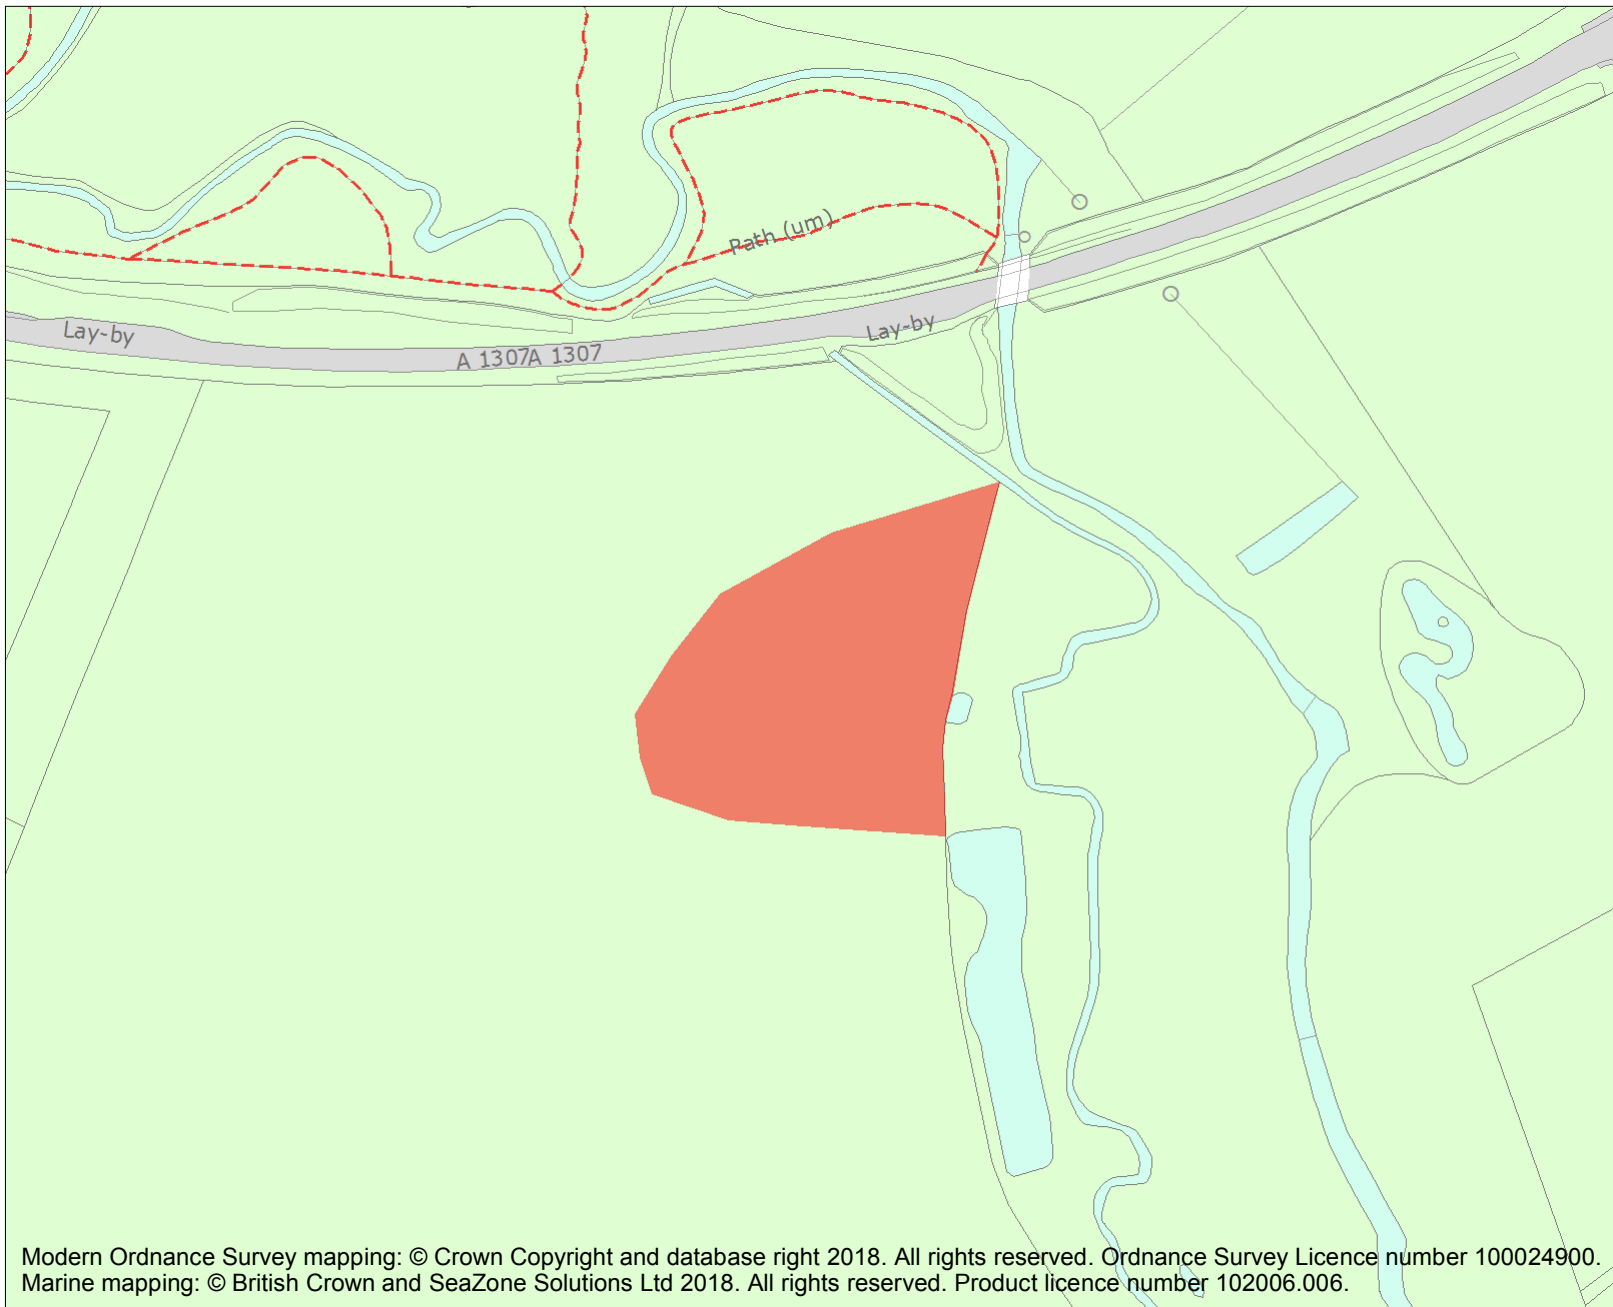 Path (um)
Lay-by
Lay-by
A 1307A 1307
Modern Ordnance Survey mapping: © Crown Copyright and database right 2018. All rights reserved. Ordnance Survey Licence number 100024900.
Marine mapping: © British Crown and SeaZone Solutions Ltd 2018. All rights reserved. Product licence number 102006.006.